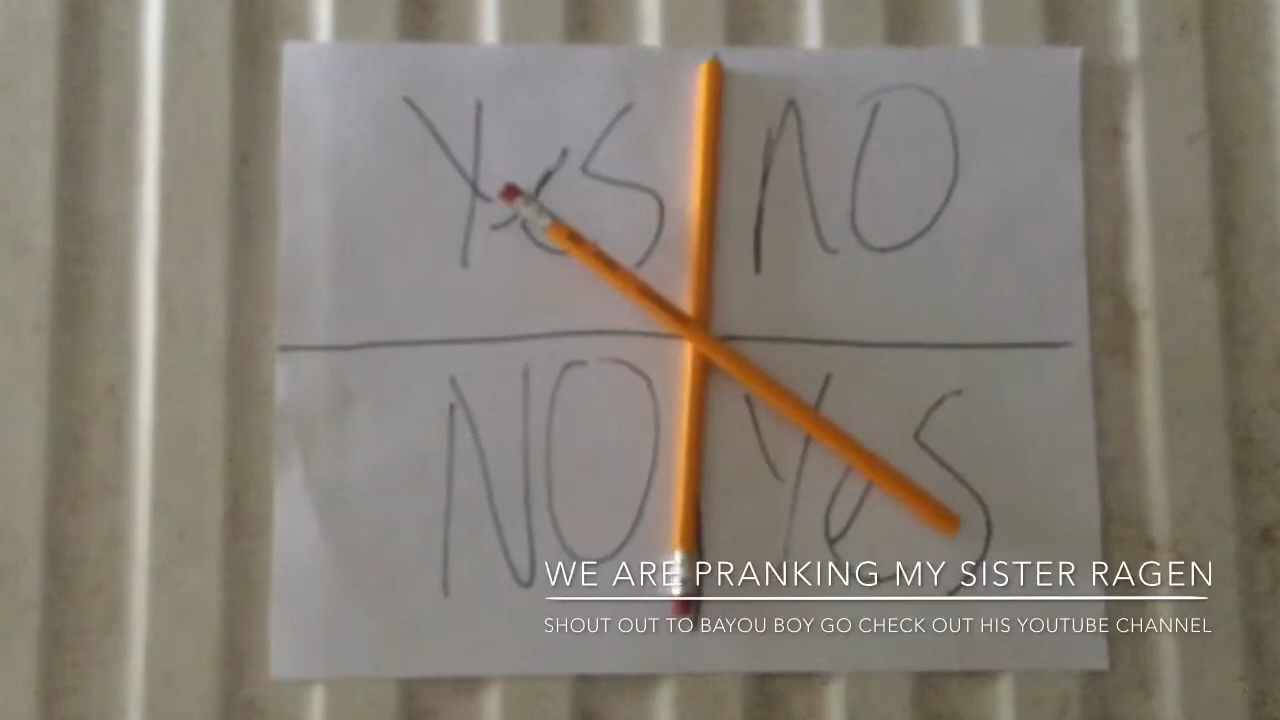 Yes NO
NO Yes
WE ARE PRANKING MY SISTER RAGEN
SHOUT OUT TO BAYOU BOY GO CHECK OUT HIS YOUTUBE CHANNEL